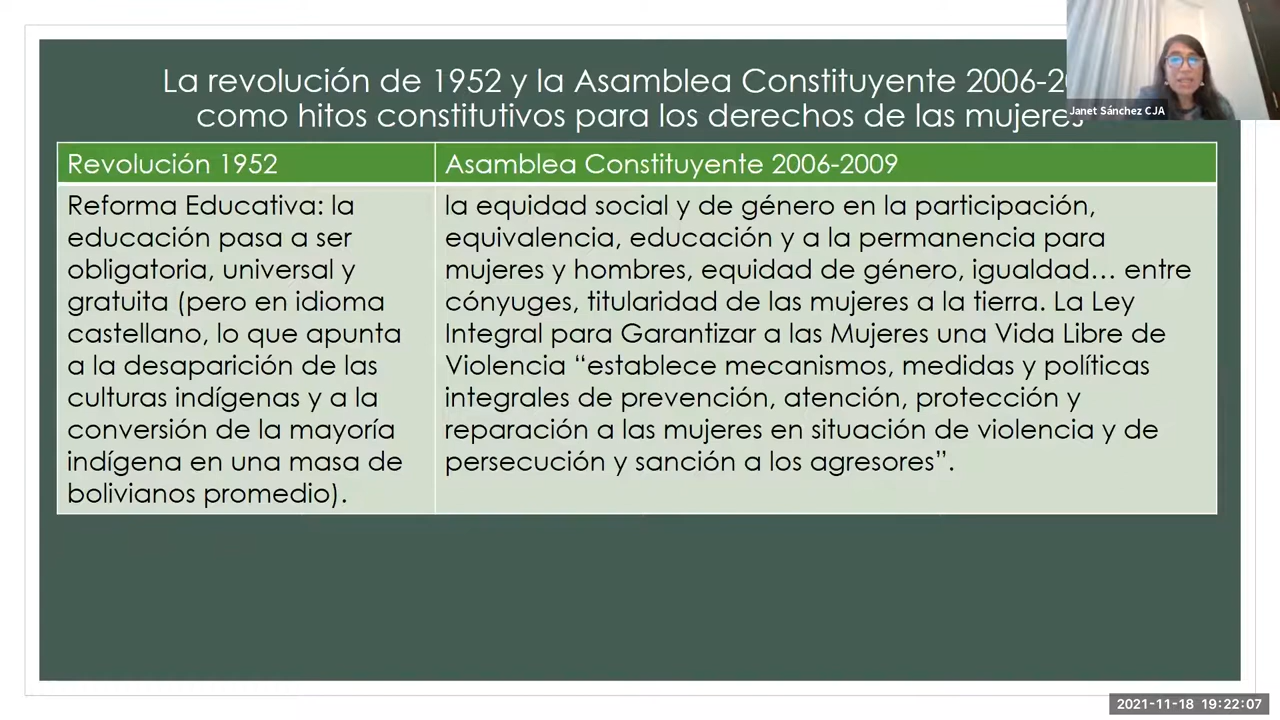 La revolución de 1952 y la Asamblea Constituyente 2006-20
como hitos constitutivos para los derechos de las mujeres
Janet Sánchez CJA
Revolución 1952
Asamblea Constituyente 2006-2009
Reforma Educativa: la
educación pasa a ser
obligatoria, universal y
gratuita (pero en idioma
castellano, lo que apunta
a la desaparición de las
culturas indígenas y a la
conversión de la mayoría
indígena en una masa de
bolivianos promedio).
la equidad social y de género en la participación,
equivalencia, educación y a la permanencia para
mujeres y hombres, equidad de género, igualdad… entre
cónyuges, titularidad de las mujeres a la tierra. La Ley
Integral para Garantizar a las Mujeres una Vida Libre de
Violencia “establece mecanismos, medidas y políticas
integrales de prevención, atención, protección y
reparación a las mujeres en situación de violencia y de
persecución y sanción a los agresores”.
2021-11-18 19:22:07